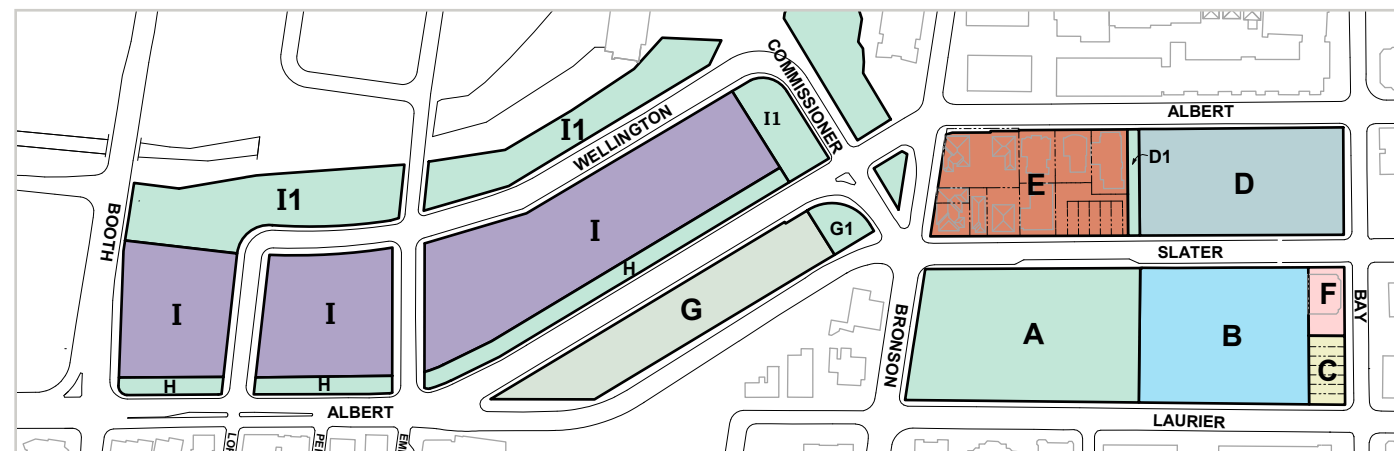 COMMISSIONER
ALBERT
I1
I1
WELLINGTON
D1
E
D
I1
BOOTH
G1
I
SLATER
H
BAY
F
G
I
I
A
B
BRONSON
C
H
H
ALBERT
LAURIER